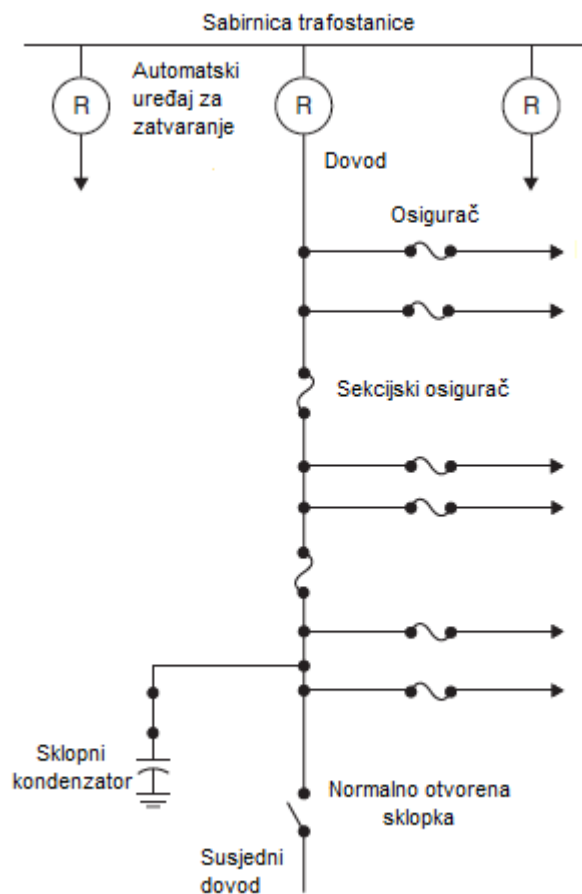 Sabirnica trafostanice
Automatski
uređaj za
zatvaranje
R
R
R
Dovod
Osigurač
Sekcijski osigurač
Sklopni
kondenzator
Normalno otvorena
sklopka
Susjedni
dovod